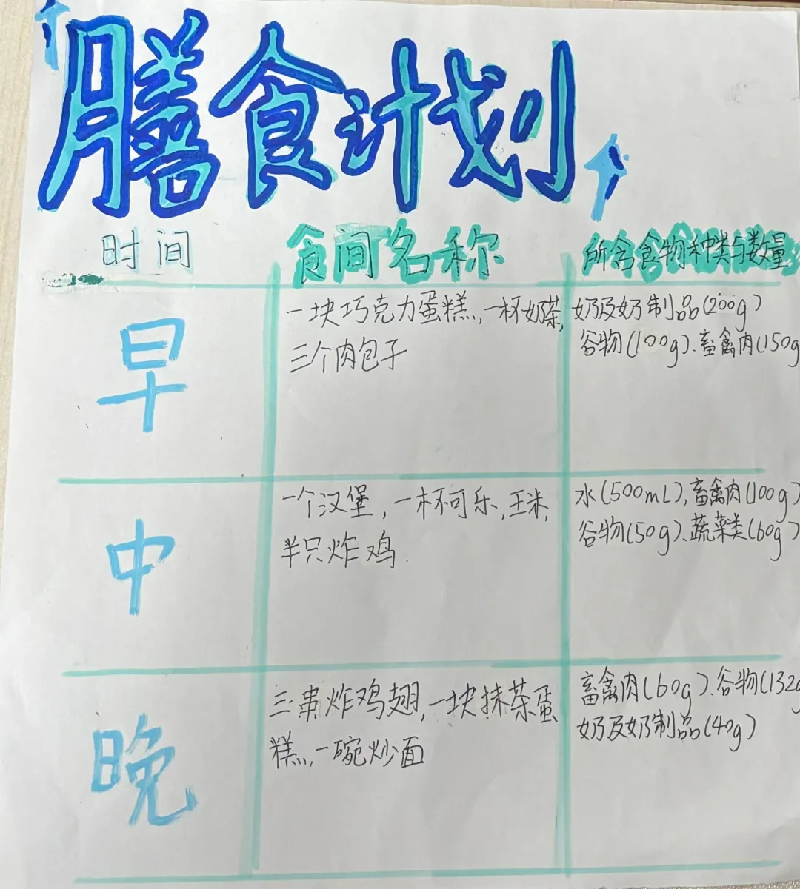 膳食计划
时间 食间名称 所含食物种类与数量
早
一块巧克力蛋糕,一杯奶茶,
三个肉包子
奶及奶制品(200g)
谷物(100g)、畜禽肉(150g
中
一个汉堡,一杯可乐,玉米,
半只炸鸡
水(500mL),畜禽肉(100g)
谷物(50g)、蔬菜类(60g)
晚
三串炸鸡翅,一块抹茶蛋
糕,一碗炒面
畜禽肉(60g)、谷物(132g
奶及奶制品(40g)